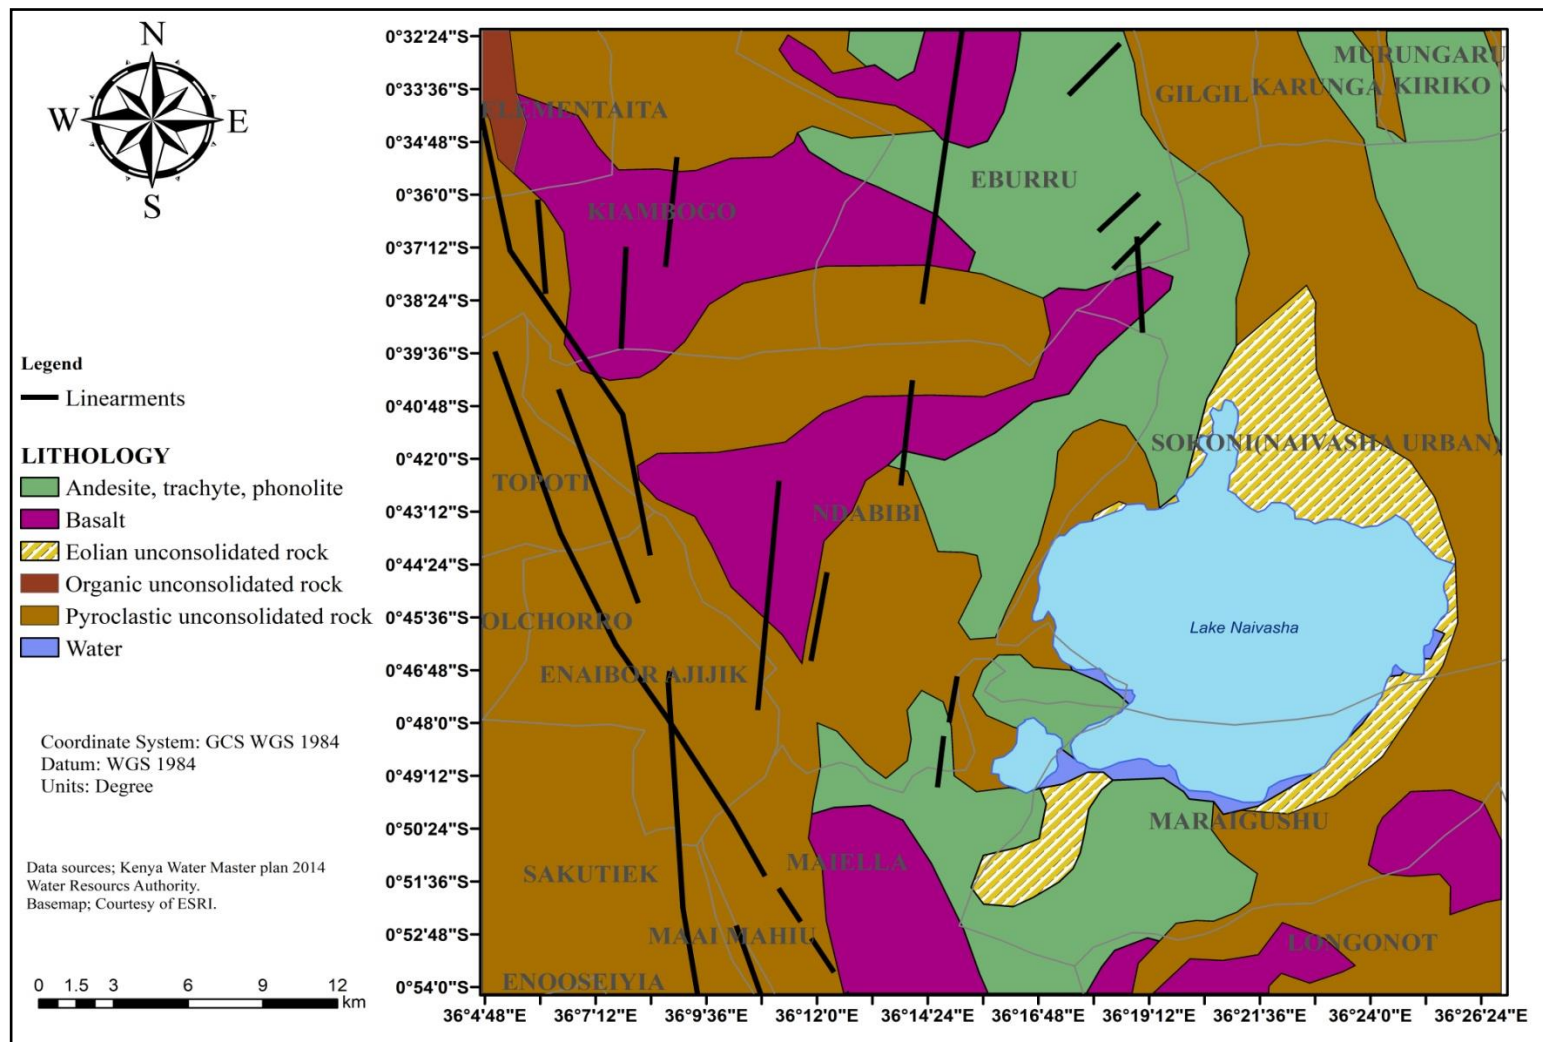 N
W
E
S
Legend
Linearments
LITHOLOGY
Andesite, trachyte, phonolite
Basalt
Eolian unconsolidated rock
Organic unconsolidated rock
Pyroclastic unconsolidated rock
Water
Coordinate System: GCS WGS 1984
Datum: WGS 1984
Units: Degree
Data sources; Kenya Water Master plan 2014
Water Resourcs Authority.
Basemap; Courtesy of ESRI.
0 1.5 3 6 9 12
km
0°32'24"S
0°33'36"S
0°34'48"S
0°36'0"S
0°37'12"S
0°38'24"S
0°39'36"S
0°40'48"S
0°42'0"S
0°43'12"S
0°44'24"S
0°45'36"S
0°46'48"S
0°48'0"S
0°49'12"S
0°50'24"S
0°51'36"S
0°52'48"S
0°54'0"S
MURUNGARU
GILGIL
KARUNGA
KIRIKO
ELEMENTAITA
EBURRU
KIAMBOGO
SOKONI(NAIVASHA URBAN)
TOPOTI
NDABIBI
OLCHORRO
Lake Naivasha
ENAIBOR AJIJIK
MARAIGUSHU
SAKUTIEK
MAIELLA
MAAI MAHIU
LONGONOT
ENOOSEIYIA
36°4'48"E
36°7'12"E
36°9'36"E
36°12'0"E
36°14'24"E
36°16'48"E
36°19'12"E
36°21'36"E
36°24'0"E
36°26'24"E